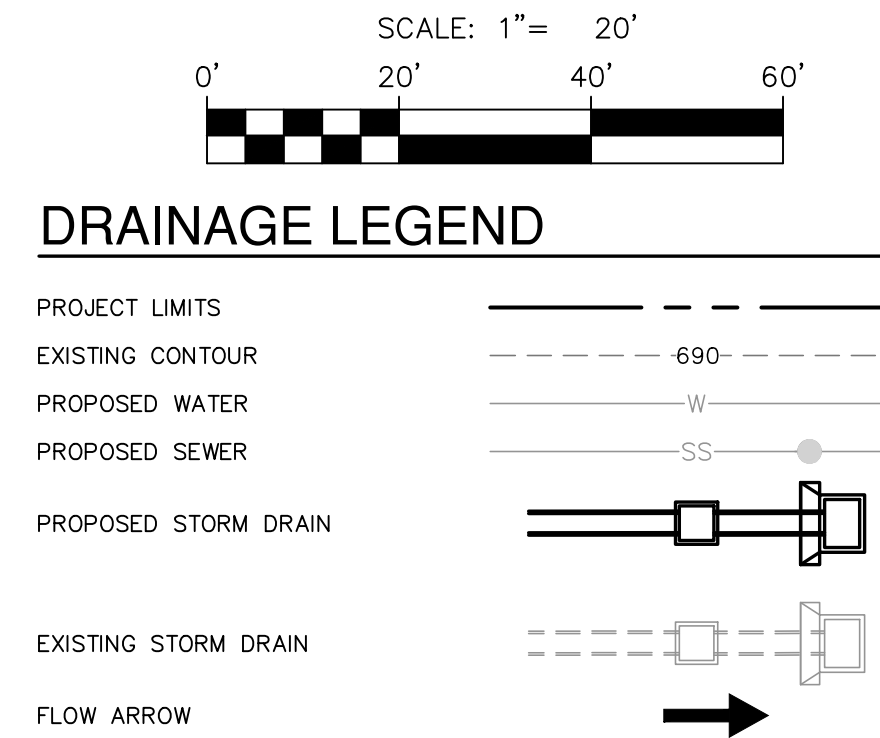 SCALE: 1”= 20’
0’ 20’ 40’ 60’
DRAINAGE LEGEND
PROJECT LIMITS
EXISTING CONTOUR 690
PROPOSED WATER W
PROPOSED SEWER SS
PROPOSED STORM DRAIN
EXISTING STORM DRAIN
FLOW ARROW